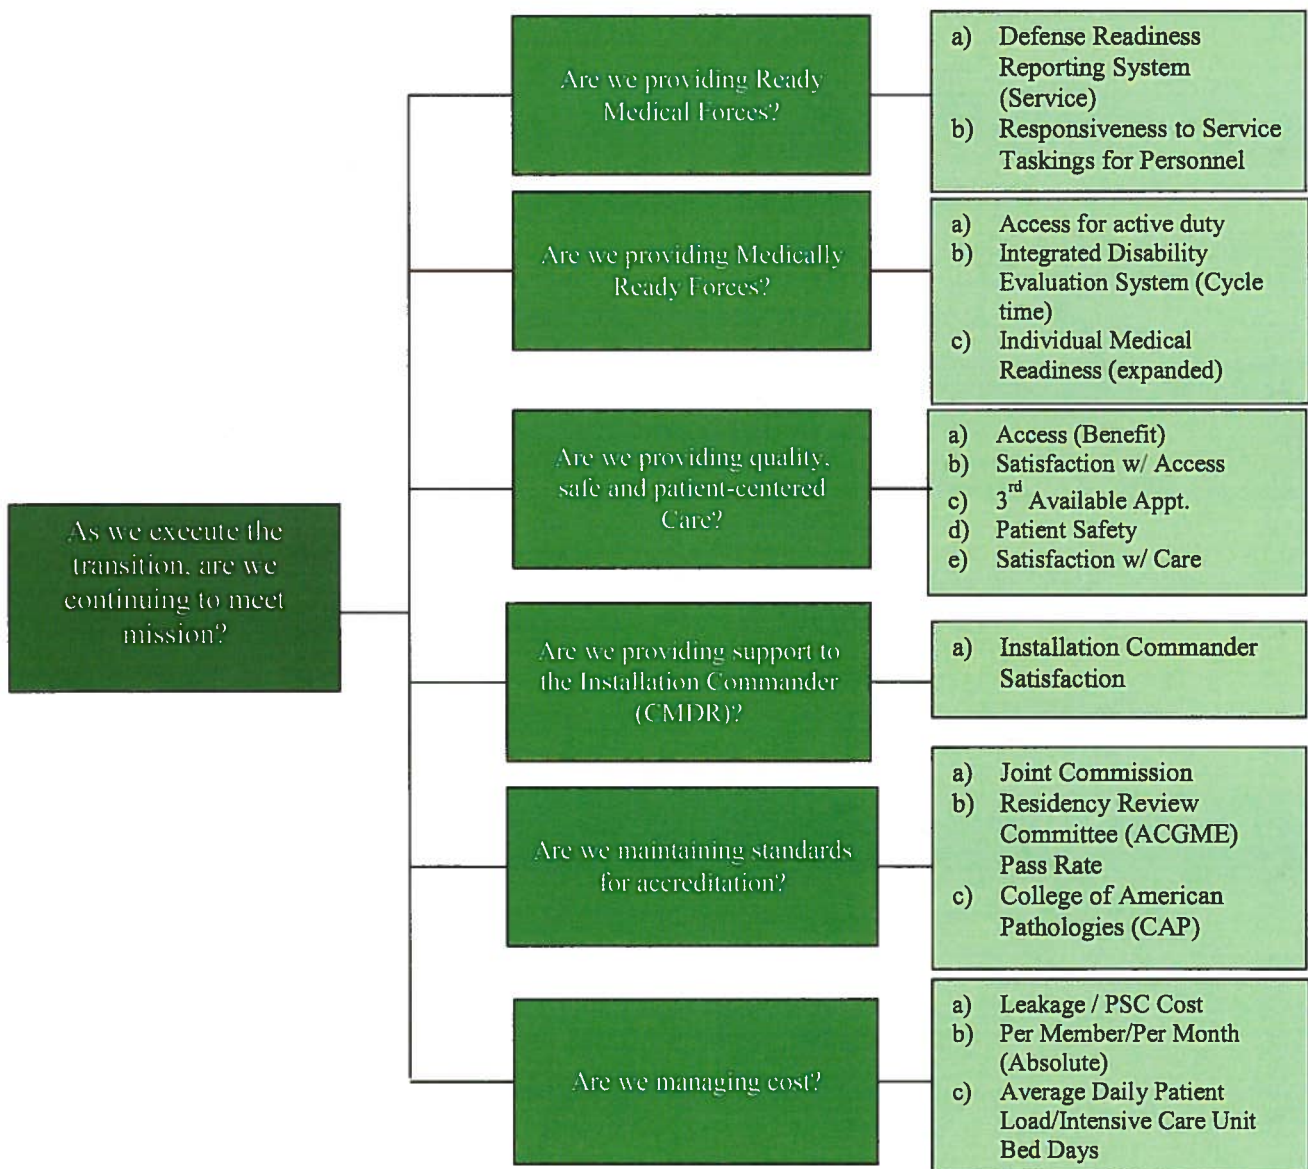 Are we providing Ready
Medical Forces?
a) Defense Readiness
Reporting System
(Service)
b) Responsiveness to Service
Taskings for Personnel
Are we providing Medically
Ready Forces?
a) Access for active duty
b) Integrated Disability
Evaluation System (Cycle
time)
c) Individual Medical
Readiness (expanded)
Are we providing quality,
safe and patient-centered
Care?
a) Access (Benefit)
b) Satisfaction w/ Access
c) 3rd Available Appt.
d) Patient Safety
e) Satisfaction w/ Care
As we execute the
transition, are we
continuing to meet
mission?
Are we providing support to
the Installation Commander
(CMDR)?
a) Installation Commander
Satisfaction
Are we maintaining standards
for accreditation?
a) Joint Commission
b) Residency Review
Committee (ACGME)
Pass Rate
c) College of American
Pathologies (CAP)
Are we managing cost?
a) Leakage / PSC Cost
b) Per Member/Per Month
(Absolute)
c) Average Daily Patient
Load/Intensive Care Unit
Bed Days